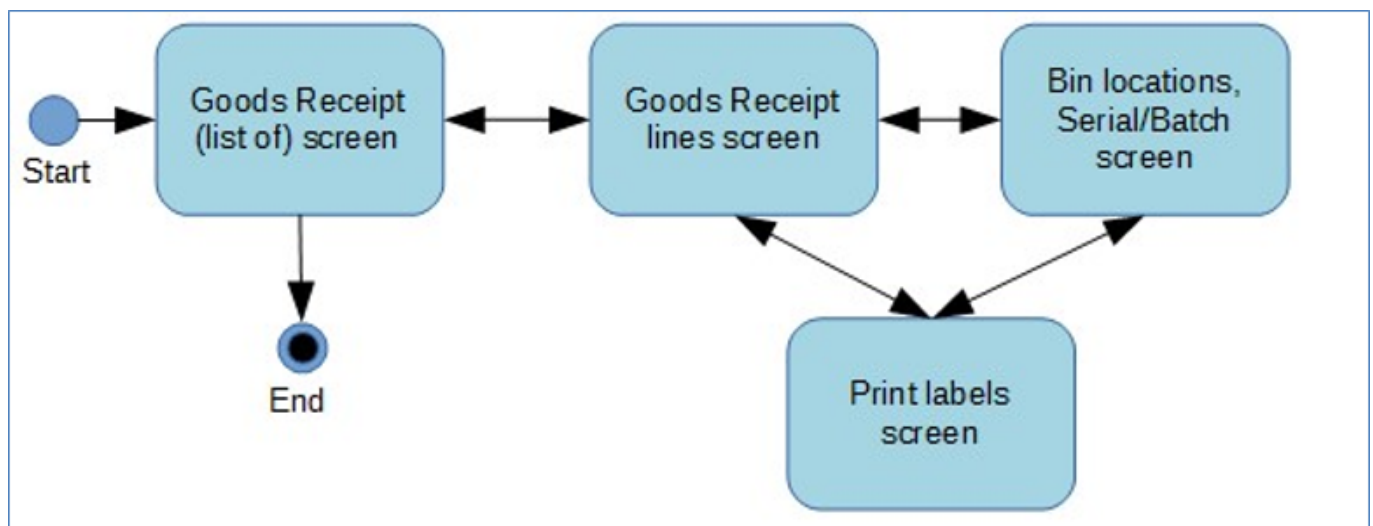 Start
Goods Receipt
(list of) screen
Goods Receipt
lines screen
Bin locations,
Serial/Batch
screen
End
Print labels
screen